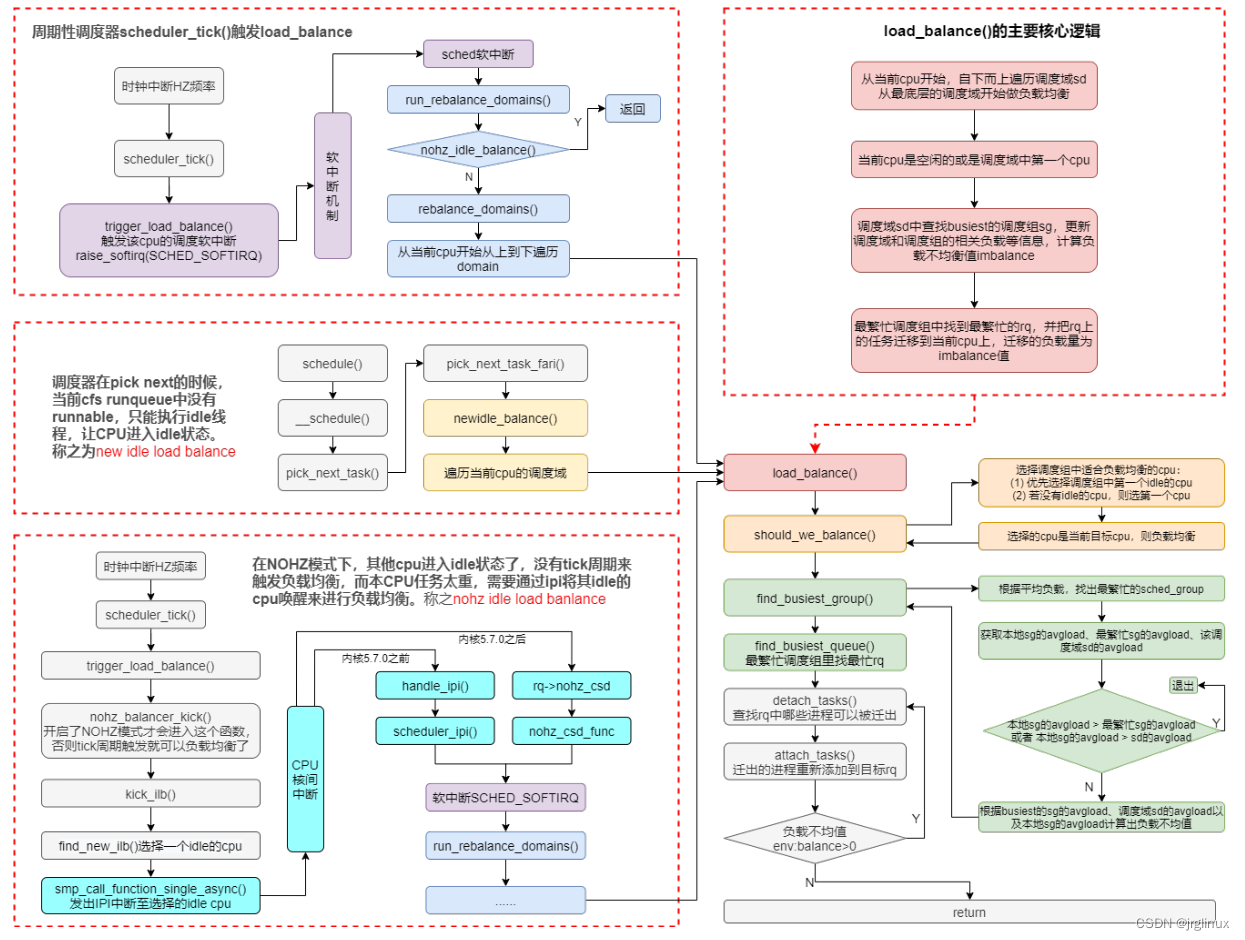 周期性调度器scheduler_tick()触发load_balance
时钟中断HZ频率
scheduler_tick()
trigger_load_balance()
触发该cpu的调度软中断
raise_softirq(SCHED_SOFTIRQ)
软
中
断
机
制
sched软中断
run_rebalance_domains()
nohz_idle_balance()
Y
返回
N
rebalance_domains()
从当前cpu开始从上到下遍历
domain
load_balance()的主要核心逻辑
从当前cpu开始，自下而上遍历调度域sd
从最底层的调度域开始做负载均衡
当前cpu是空闲的或是调度域中第一个cpu
调度域sd中查找busiest的调度组sg，更新
调度域和调度组的相关负载等信息，计算负
载不均衡值imbalance
最繁忙调度组中找到最繁忙的rq，并把rq上
的任务迁移到当前cpu上，迁移的负载量为
imbalance值
调度器在pick next的时候，
当前cfs runqueue中没有
runnable，只能执行idle线
程，让CPU进入idle状态。
称之为new idle load balance
schedule()
__schedule()
pick_next_task()
pick_next_task_fari()
newidle_balance()
遍历当前cpu的调度域
时钟中断HZ频率
scheduler_tick()
trigger_load_balance()
nohz_balancer_kick()
开启了NOHZ模式才会进入这个函数，
否则tick周期触发就可以负载均衡了
kick_ilb()
find_new_ilb()选择一个idle的cpu
smp_call_function_single_async()
发出IPI中断至选择的idle cpu
在NOHZ模式下，其他cpu进入idle状态了，没有tick周期来
触发负载均衡，而本CPU任务太重，需要通过ipi将其idle的
cpu唤醒来进行负载均衡。称之nohz idle load banlance
CPU
核间
中断
内核5.7.0之后
内核5.7.0之前
handle_ipi()
rq->nohz_csd
scheduler_ipi()
nohz_csd_func
软中断SCHED_SOFTIRQ
run_rebalance_domains()
......
load_balance()
should_we_balance()
find_busiest_group()
find_busiest_queue()
最繁忙调度组里找最忙rq
detach_tasks()
查找rq中哪些进程可以被迁出
attach_tasks()
迁出的进程重新添加到目标rq
负载不均值
env:balance>0
Y
N
return
选择调度组中适合负载均衡的cpu：
(1) 优先选择调度组中第一个idle的cpu
(2) 若没有idle的cpu，则选第一个cpu
选择的cpu是当前目标cpu，则负载均衡
根据平均负载，找出最繁忙的sched_group
获取本地sg的avgload、最繁忙sg的avgload、该调
度域sd的avgload
退出
本地sg的avgload > 最繁忙sg的avgload
或者 本地sg的avgload > sd的avgload
Y
N
根据busiest的sg的avgload、调度域sd的avgload以
及本地sg的avgload计算出负载不均值
CSDN @jrglinux